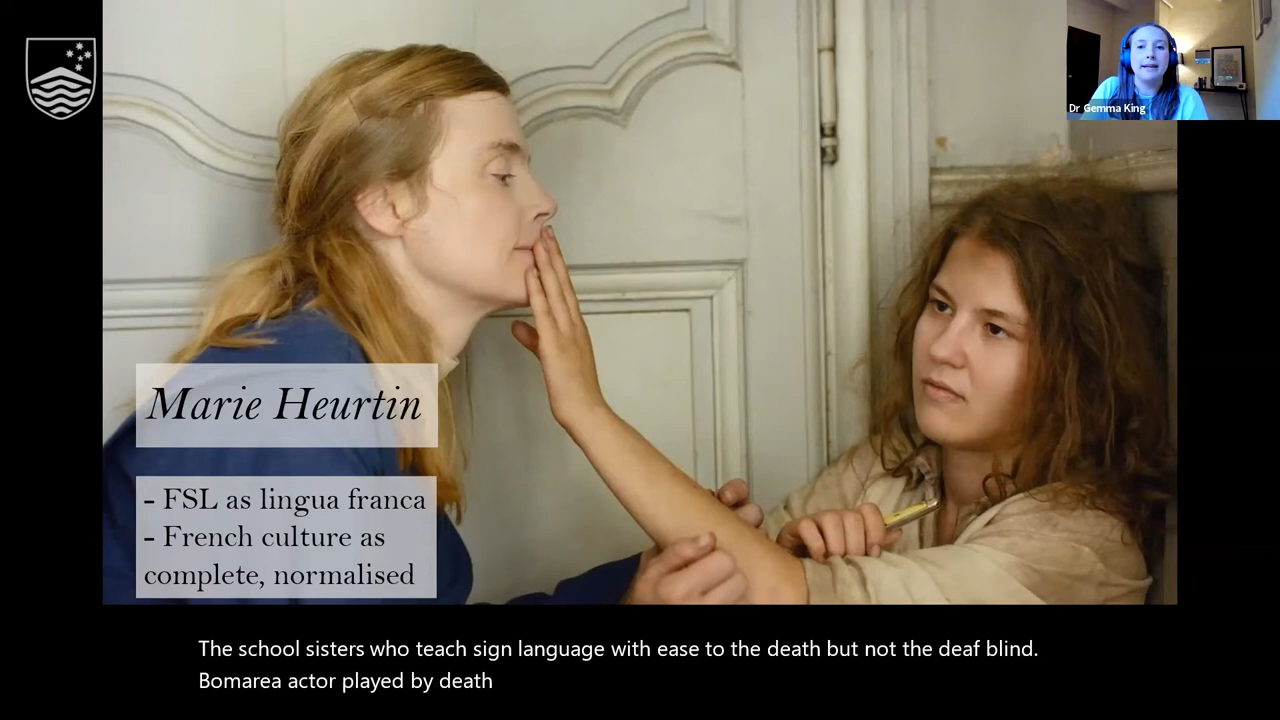 Dr Gemma King
Marie Heurtin
- FSL as lingua franca
- French culture as
complete, normalised
The school sisters who teach sign language with ease to the death but not the deaf blind.
Bomarea actor played by death